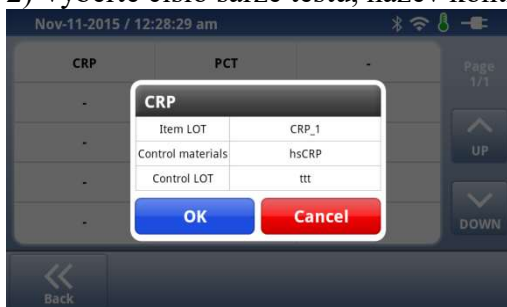 2) Vyberte číslo šarže testu, název kont
Nov-11-2015 / 12:28:29 am
CRP PCT -
Page
1/1
-
-
-
-
CRP
Item LOT CRP_1
Control materials hsCRP
Control LOT ttt
OK Cancel
UP
DOWN
Back